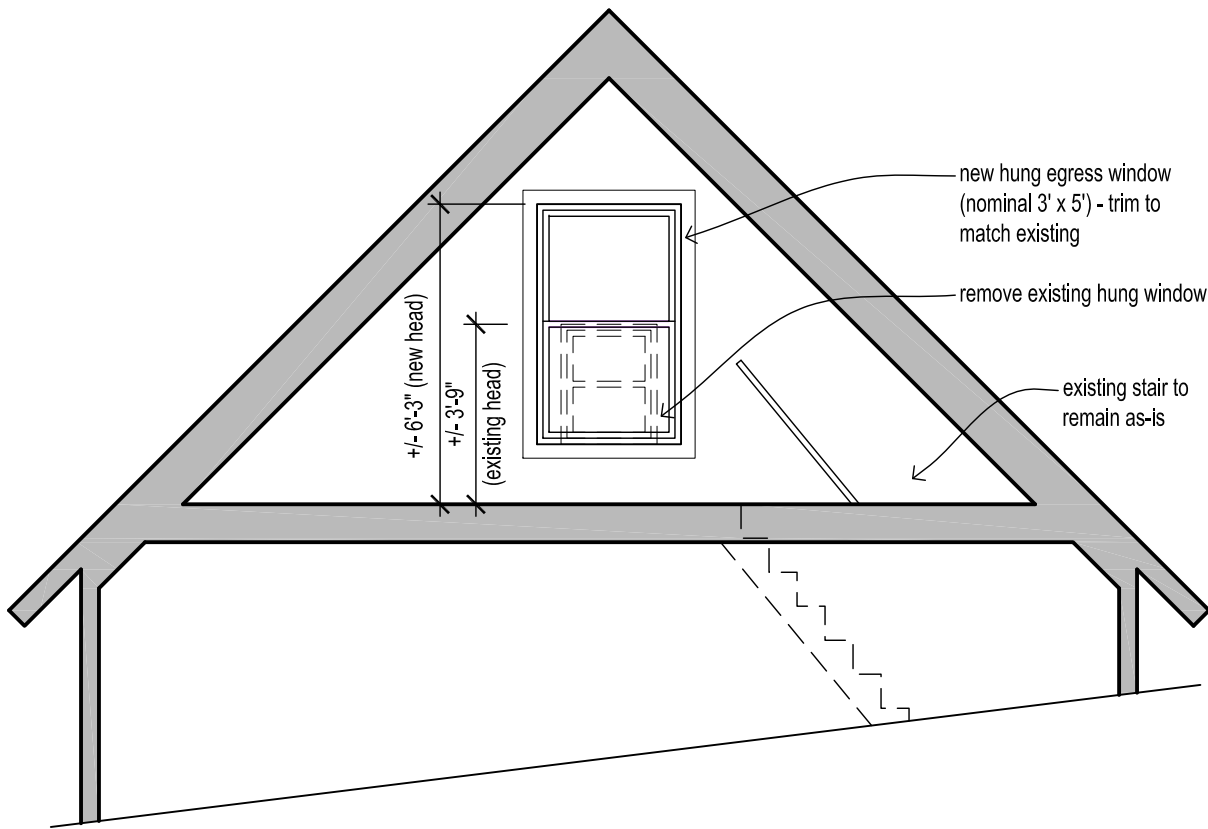 new hung egress window
(nominal 3' x 5') - trim to
match existing
remove existing hung window
existing stair to
remain as-is
+/- 6'-3" (new head)
+/- 3'-9"
(existing head)